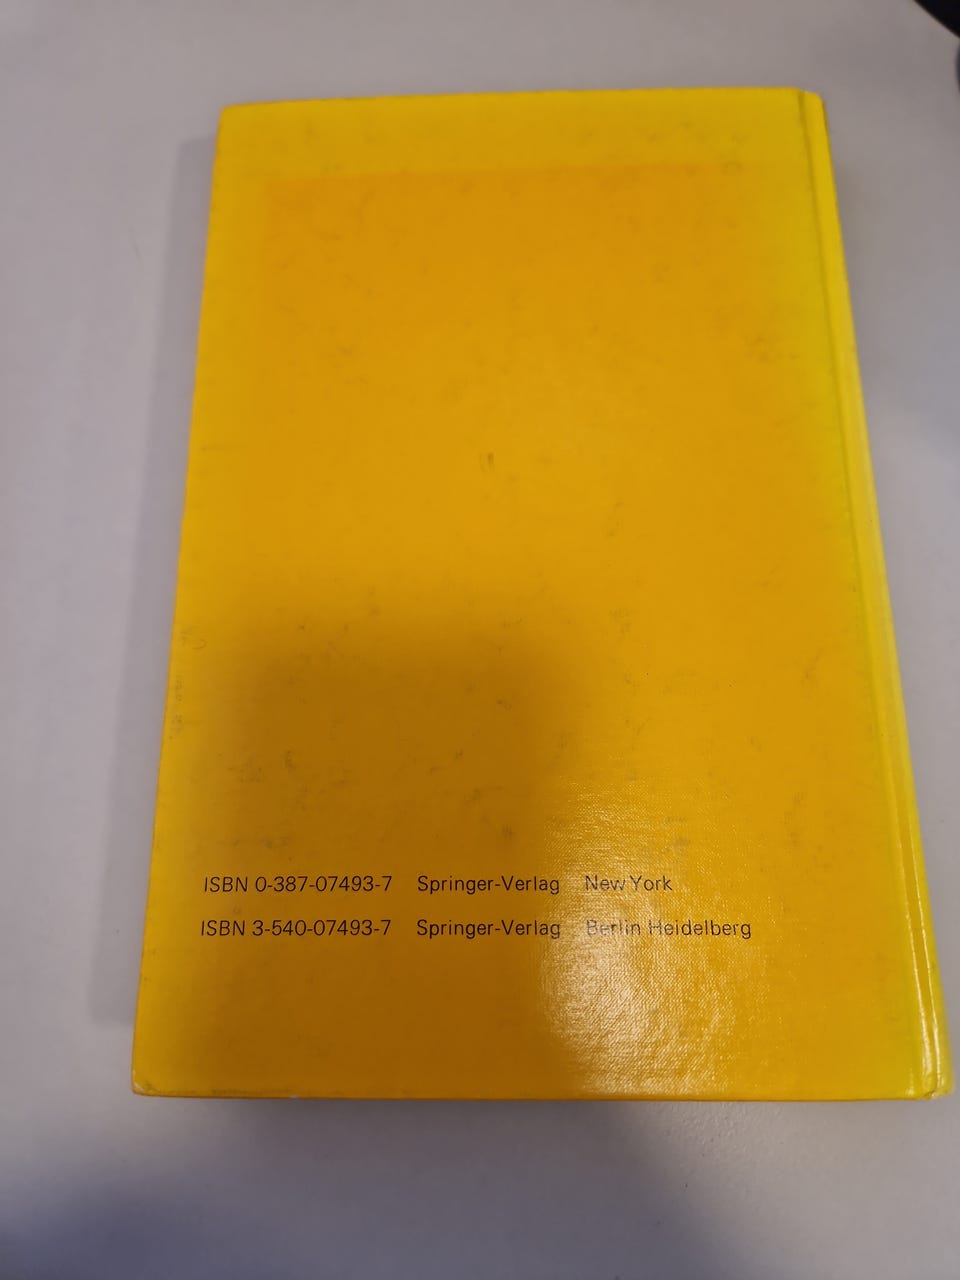 ISBN 0-387-07493-7 Springer-Verlag New York
ISBN 3-540-07493-7 Springer-Verlag Berlin Heidelberg